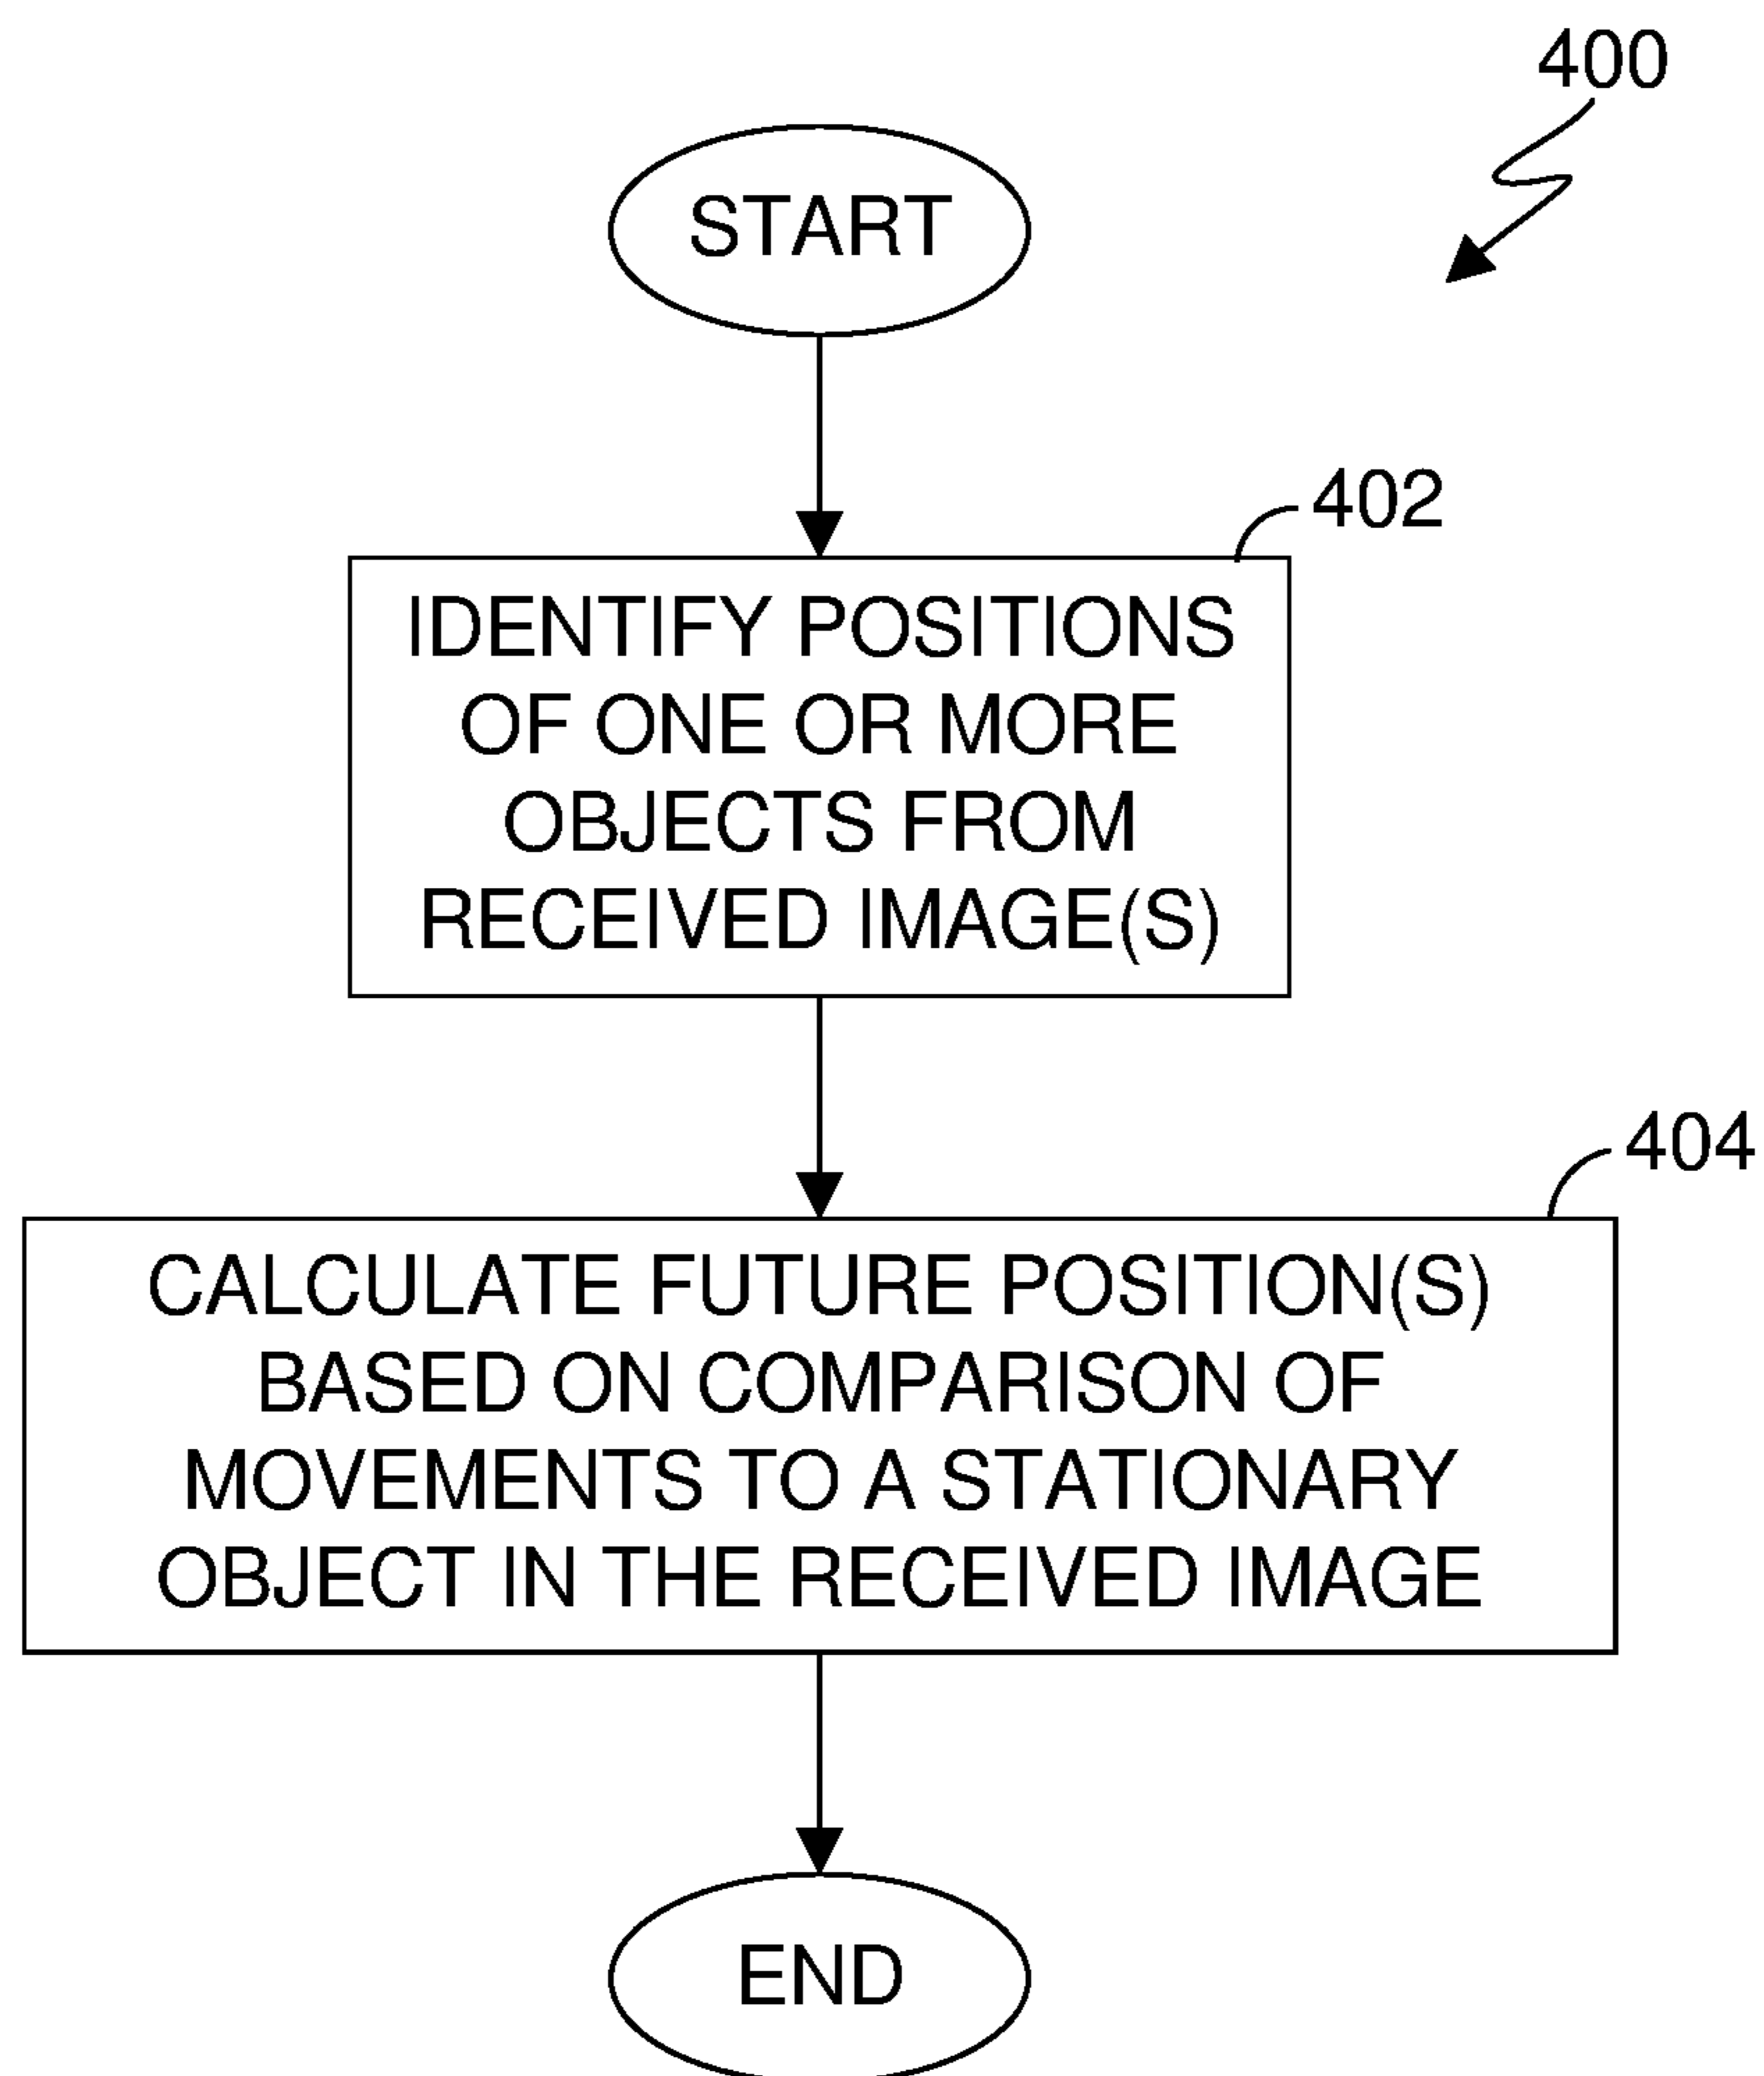 400
START
402
IDENTIFY POSITIONS
OF ONE OR MORE
OBJECTS FROM
RECEIVED IMAGE(S)
404
CALCULATE FUTURE POSITION(S)
BASED ON COMPARISON OF
MOVEMENTS TO A STATIONARY
OBJECT IN THE RECEIVED IMAGE
END